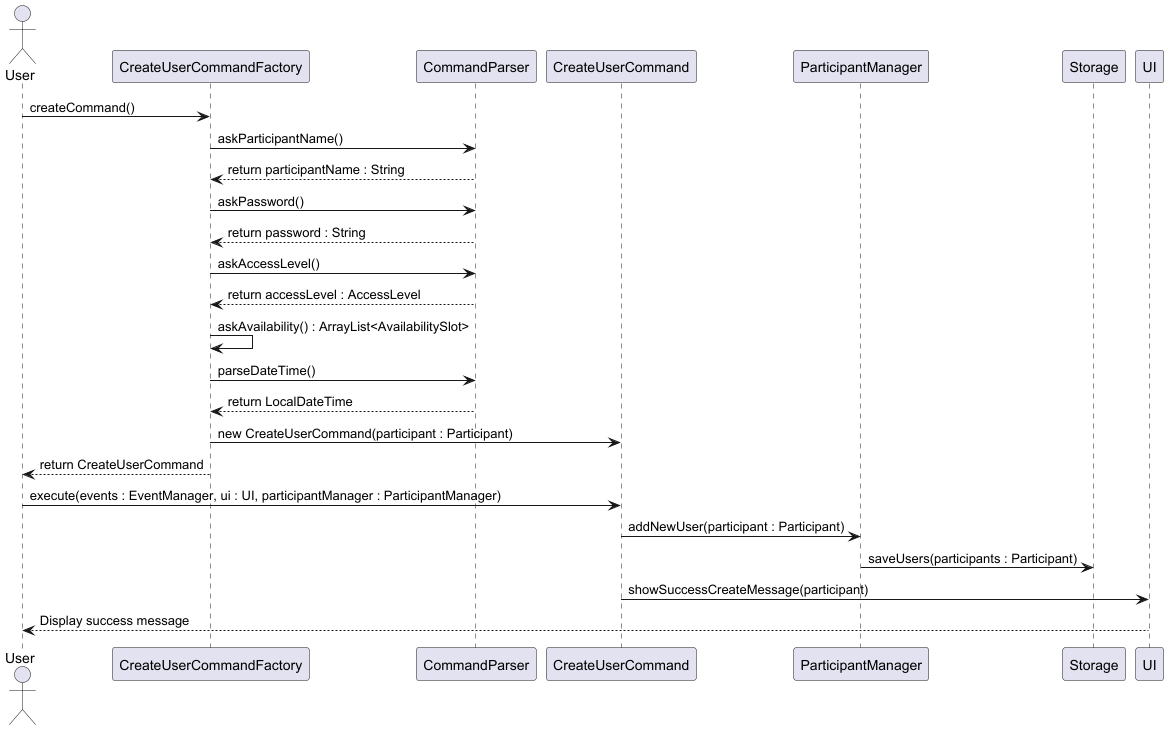 User
CreateUserCommandFactory
CommandParser
CreateUserCommand
ParticipantManager
Storage
UI
createCommand()
askParticipantName()
return participantName : String
askPassword()
return password : String
askAccessLevel()
return accessLevel : AccessLevel
askAvailability() : ArrayList<AvailabilitySlot>
parseDateTime()
return LocalDateTime
new CreateUserCommand(participant : Participant)
return CreateUserCommand
execute(events : EventManager, ui : UI, participantManager : ParticipantManager)
addNewUser(participant : Participant)
saveUsers(participants : Participant)
showSuccessCreateMessage(participant)
Display success message
User
CreateUserCommandFactory
CommandParser
CreateUserCommand
ParticipantManager
Storage
UI